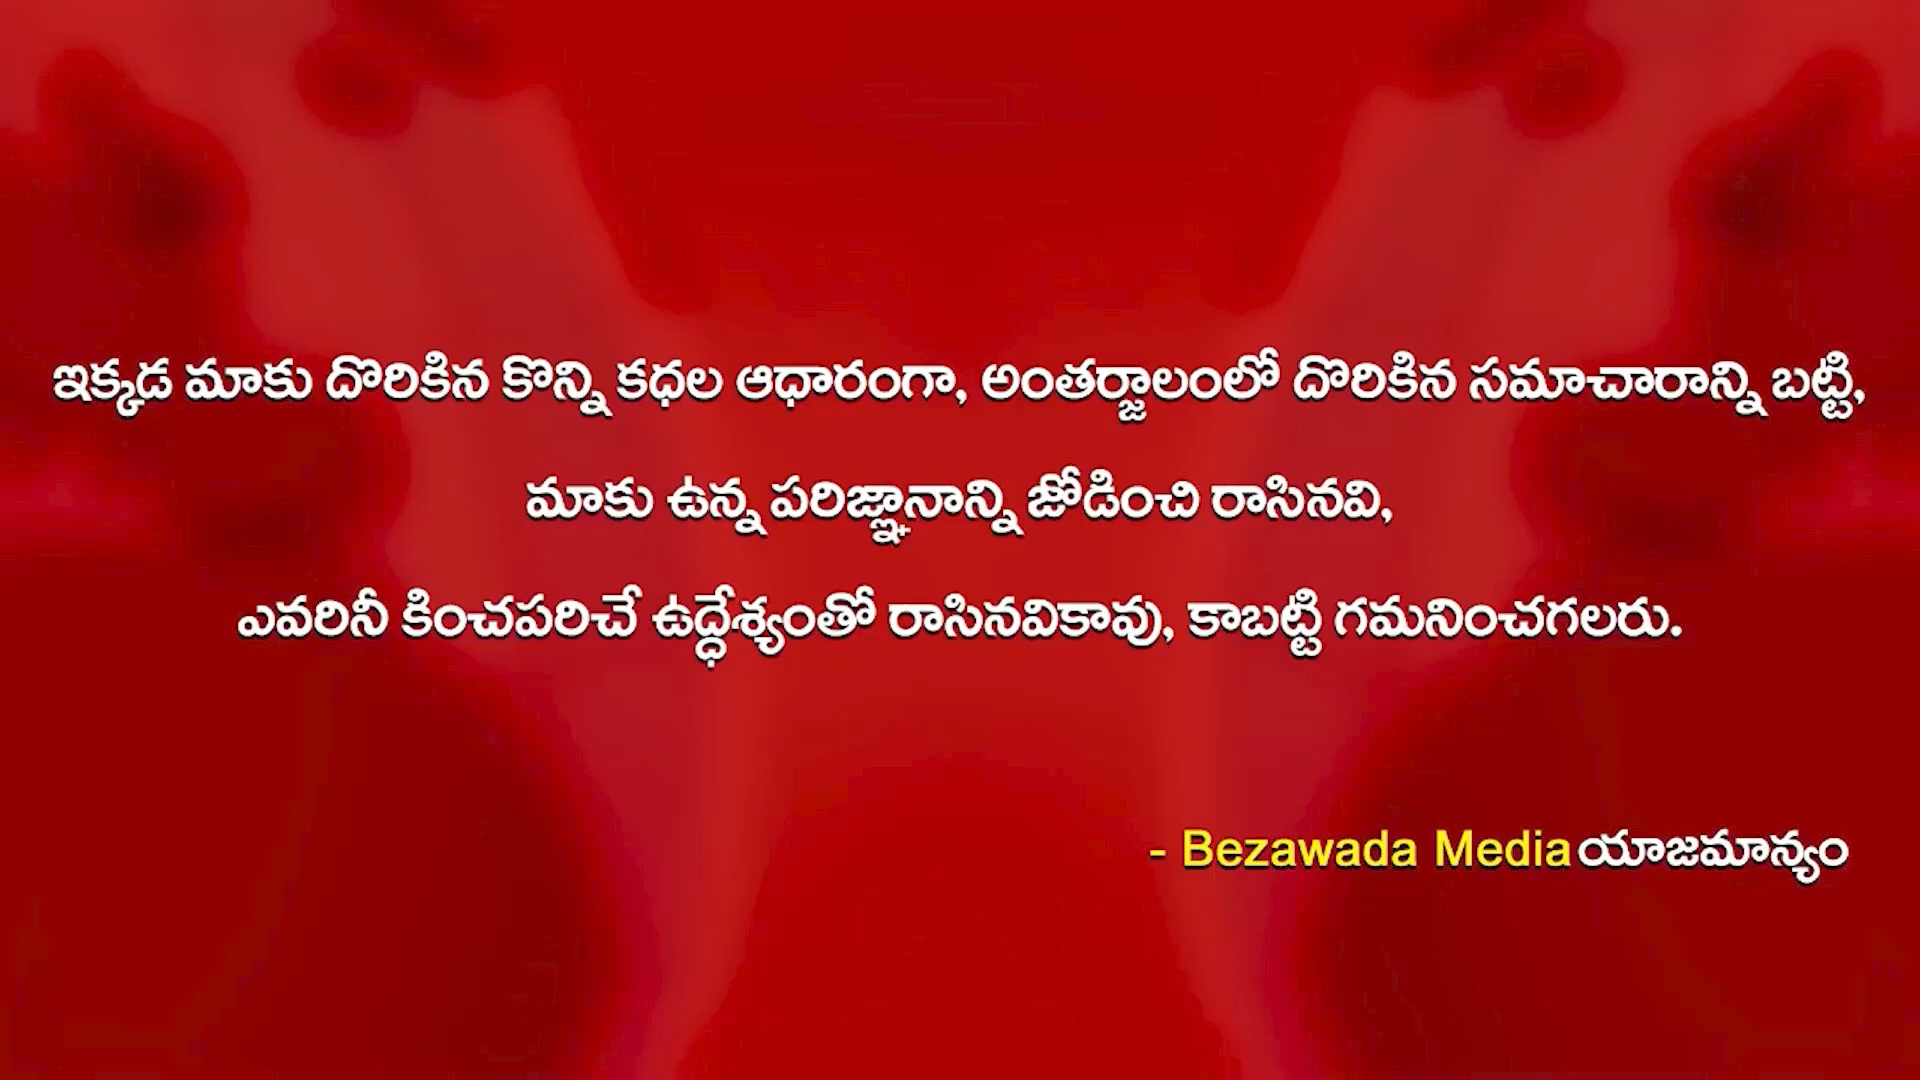 ఇక్కడ మాకు దొరికిన కొన్ని కధల ఆధారంగా, అంతర్జాలంలో దొరికిన సమాచారాన్ని బట్టి,
మాకు ఉన్న పరిజ్ఞానాన్ని జోడించి రాసినవి,
ఎవరినీ కించపరిచే ఉద్ధేశ్యంతో రాసినవికావు, కాబట్టి గమనించగలరు.
- Bezawada Media యాజమాన్యం